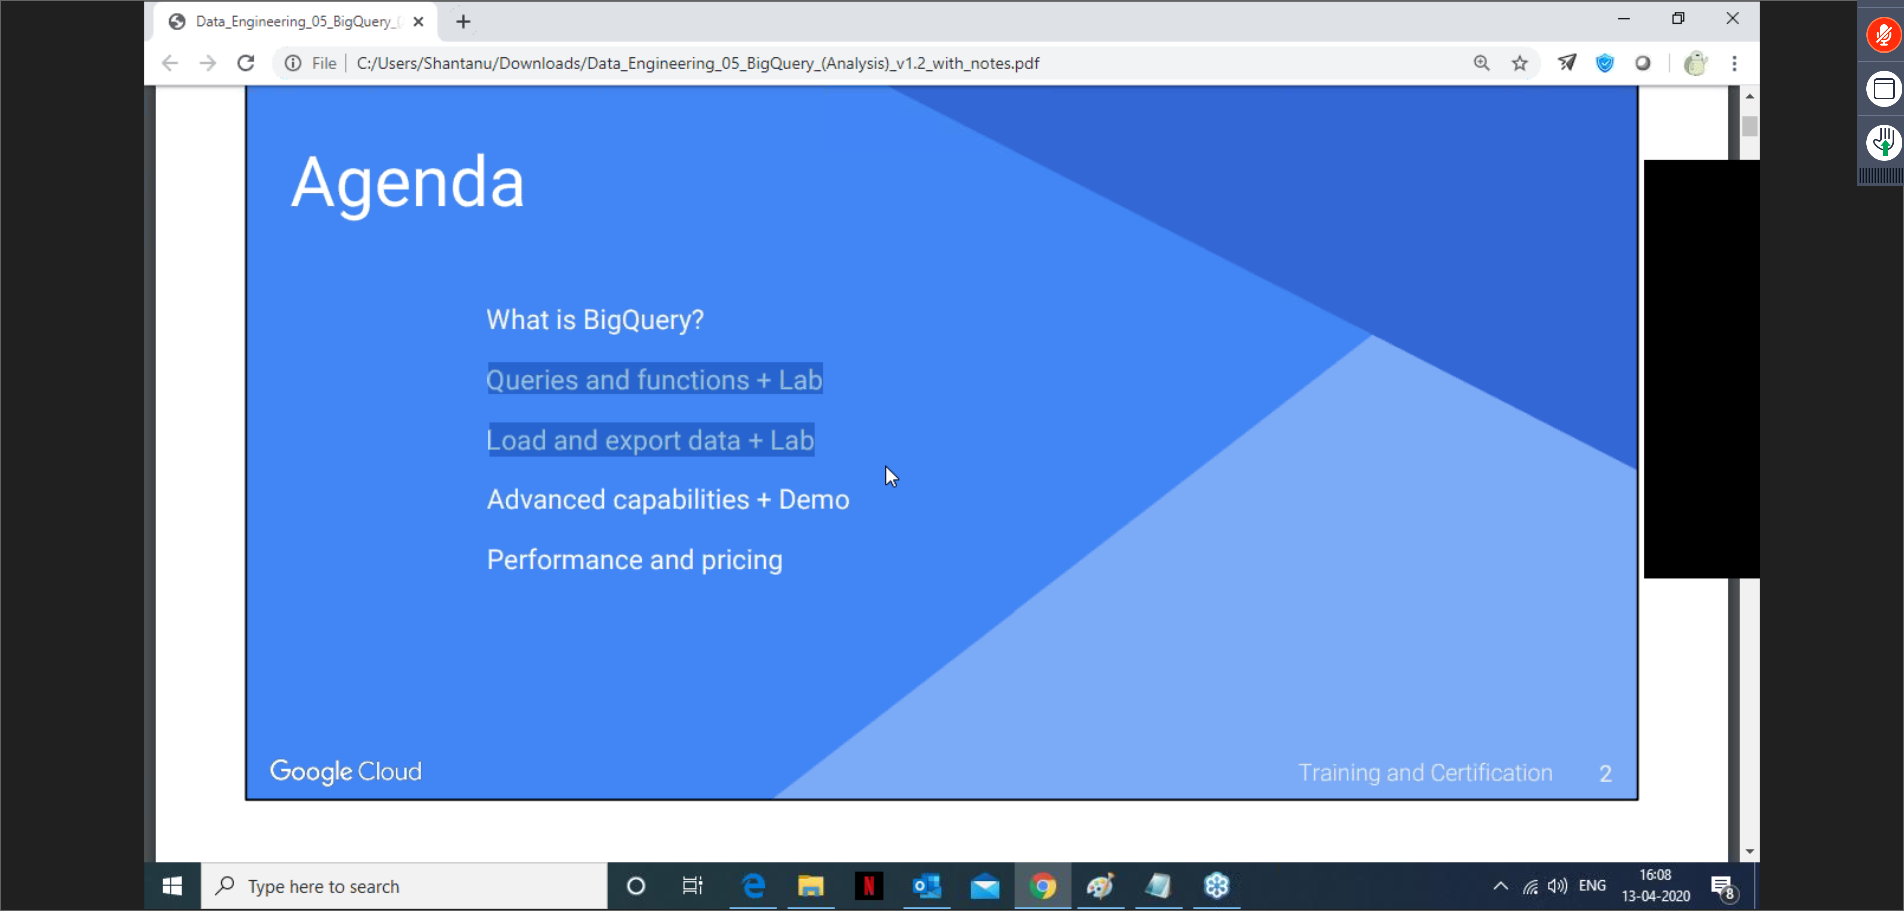 Data_Engineering_05_BigQuery_
File
C:/Users/Shantanu/Downloads/Data_Engineering_05_BigQuery_(Analysis)_v1.2_with_notes.pdf
Agenda
What is BigQuery?
Queries and functions + Lab
Load and export data + Lab
Advanced capabilities + Demo
Performance and pricing
Google Cloud
Training and Certification 2
Type here to search
N
ENG
16:08
13-04-2020
8